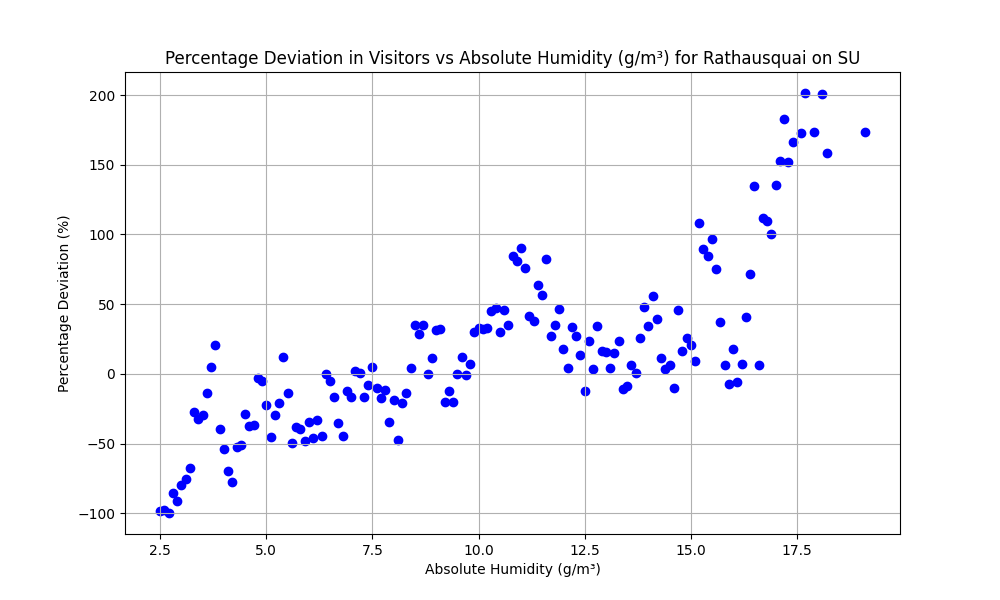 Percentage Deviation in Visitors vs Absolute Humidity (g/m³) for Rathausquai on SU
200
150
100
50
0
−50
−100
Percentage Deviation (%)
2.5 5.0 7.5 10.0 12.5 15.0 17.5
Absolute Humidity (g/m³)